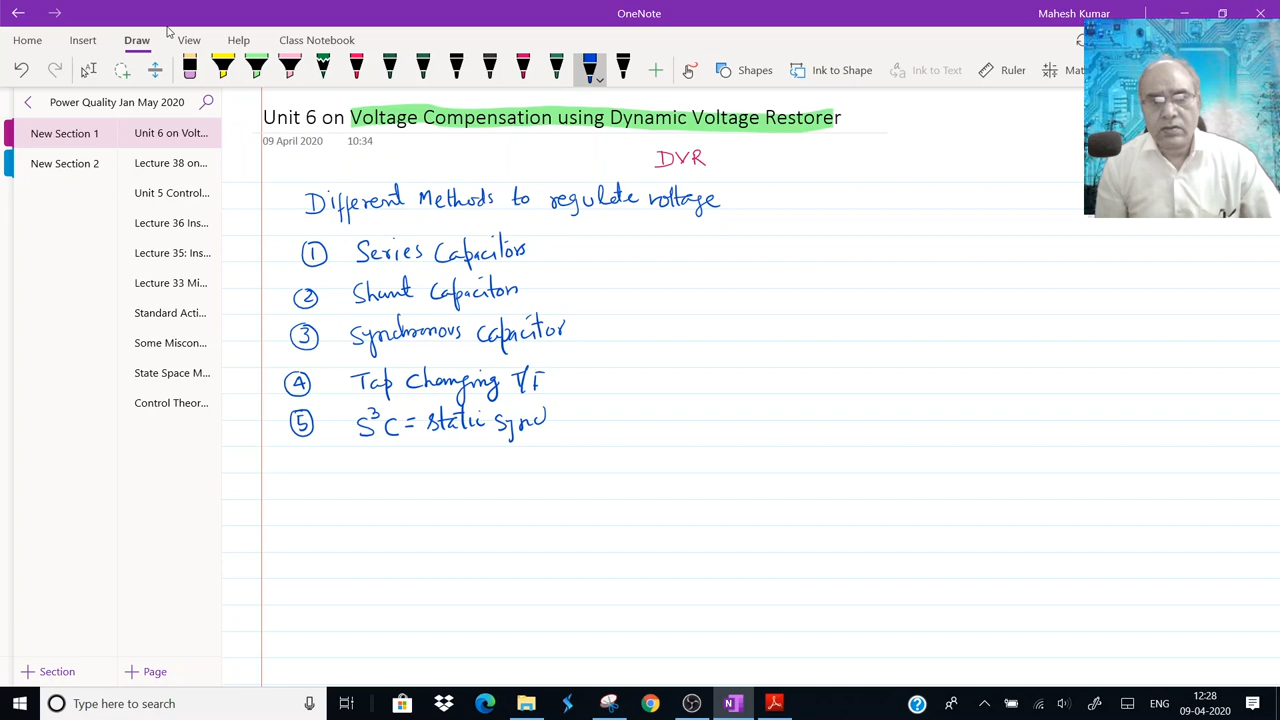 OneNote
Mahesh Kumar
Home Insert Draw View Help Class Notebook
Shapes Ink to Shape Ink to Text Ruler Mat
Power Quality Jan May 2020
New Section 1
New Section 2
Unit 6 on Volt...
Lecture 38 on...
Unit 5 Control...
Lecture 36 Ins...
Lecture 35: Ins...
Lecture 33 Mi...
Standard Acti...
Some Miscon...
State Space M...
Control Theor...
Unit 6 on Voltage Compensation using Dynamic Voltage Restorer
09 April 2020 10:34
DVR
Different Methods to regulate voltage
① Series Capacitors
② Shunt Capacitors
③ Synchronous Capacitor
④ Tap Changing T/F
⑤ S³C = Static Sync
+ Section + Page
Type here to search
ENG
12:28
09-04-2020